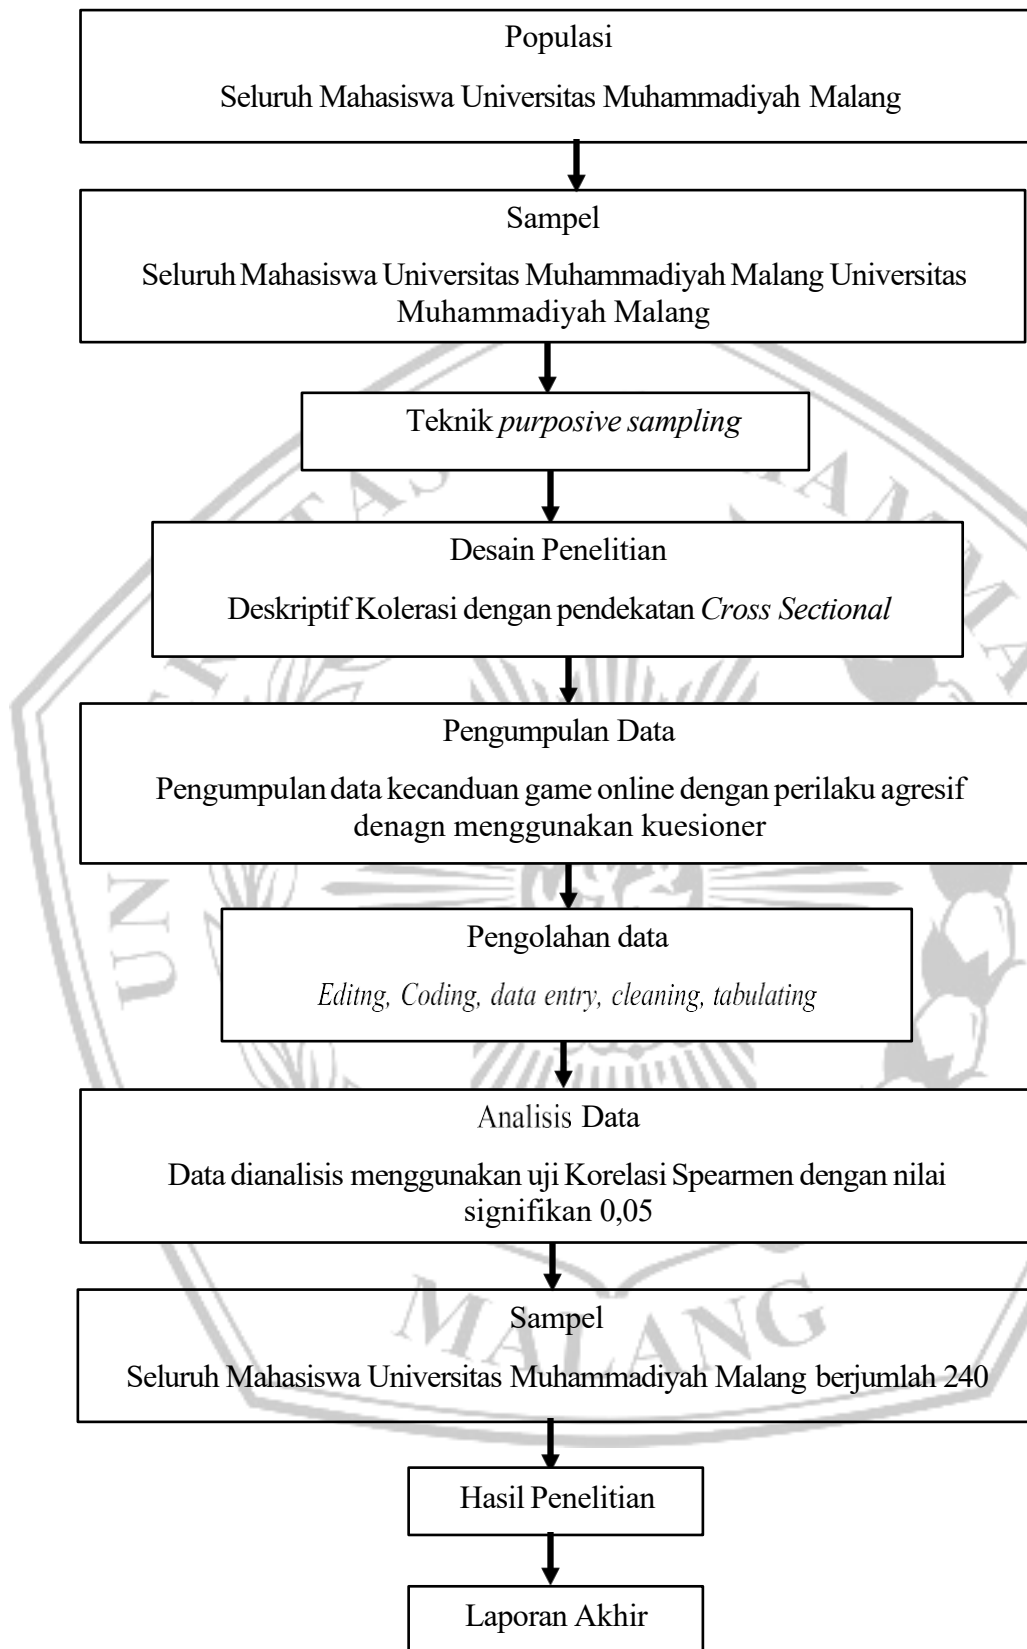 Populasi
Seluruh Mahasiswa Universitas Muhammadiyah Malang
Sampel
Seluruh Mahasiswa Universitas Muhammadiyah Malang Universitas
Muhammadiyah Malang
Teknik purposive sampling
Desain Penelitian
Deskriptif Kolerasi dengan pendekatan Cross Sectional
Pengumpulan Data
Pengumpulan data kecanduan game online dengan perilaku agresif
denagn menggunakan kuesioner
Pengolahan data
Editng, Coding, data entry, cleaning, tabulating
Analisis Data
Data dianalisis menggunakan uji Korelasi Spearmen dengan nilai
signifikan 0,05
Sampel
Seluruh Mahasiswa Universitas Muhammadiyah Malang berjumlah 240
MALANG
Hasil Penelitian
Laporan Akhir